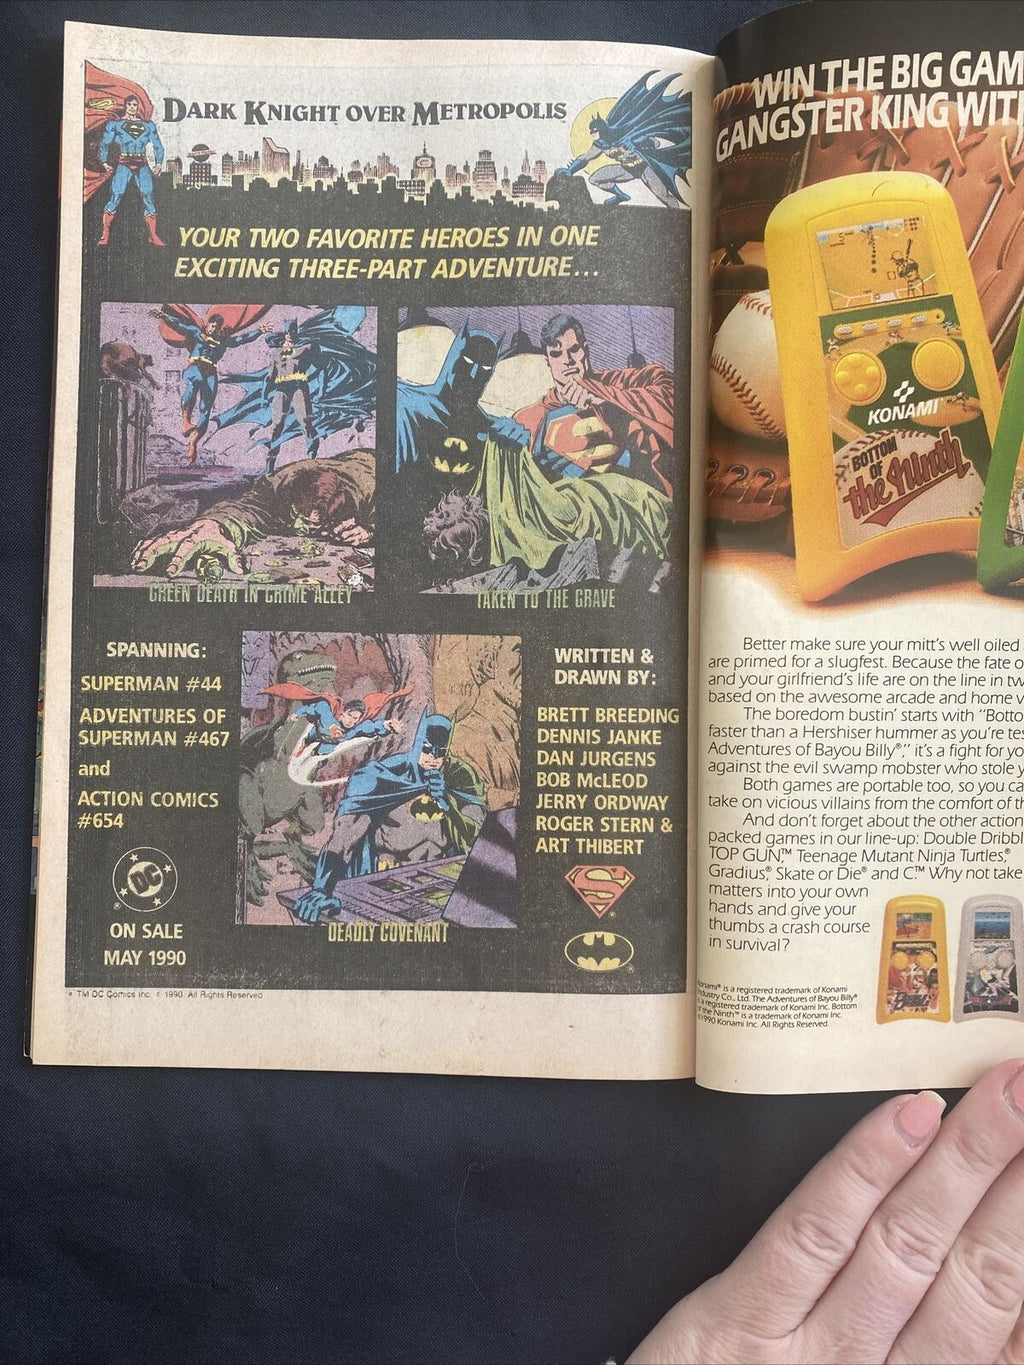 DARK KNIGHT OVER METROPOLIS
YOUR TWO FAVORITE HEROES IN ONE
EXCITING THREE-PART ADVENTURE...
GREEN DEATH IN CRIME ALLEY
TAKEN TO THE GRAVE
SPANNING:
SUPERMAN #44
ADVENTURES OF
SUPERMAN #467
and
ACTION COMICS
#654
DC
ON SALE
MAY 1990
DEADLY COVENANT
WRITTEN &
DRAWN BY:
BRETT BREEDING
DENNIS JANKE
DAN JURGENS
BOB McLEOD
JERRY ORDWAY
ROGER STERN &
ART THIBERT
S
TM DC Comics Inc. © 1990. All Rights Reserved
WIN THE BIG GAM
GANGSTER KING WIT
KONAMI
BOTTOM
OF
the Ninth
Better make sure your mitt's well oiled
are primed for a slugfest. Because the fate o
and your girlfriend's life are on the line in tw
based on the awesome arcade and home v
The boredom bustin' starts with "Botto
faster than a Hershiser hummer as you're tes
Adventures of Bayou Billy®," it's a fight for yo
against the evil swamp mobster who stole y
Both games are portable too, so you ca
take on vicious villains from the comfort of th
And don't forget about the other action
packed games in our line-up: Double Dribbl
TOP GUN,™ Teenage Mutant Ninja Turtles,®
Gradius,® Skate or Die® and C.™ Why not take
matters into your own
hands and give your
thumbs a crash course
in survival?
Konami® is a registered trademark of Konami
Industry Co., Ltd. The Adventures of Bayou Billy®
is a registered trademark of Konami Inc. Bottom
of the Ninth™ is a trademark of Konami Inc.
©1990 Konami Inc. All Rights Reserved.